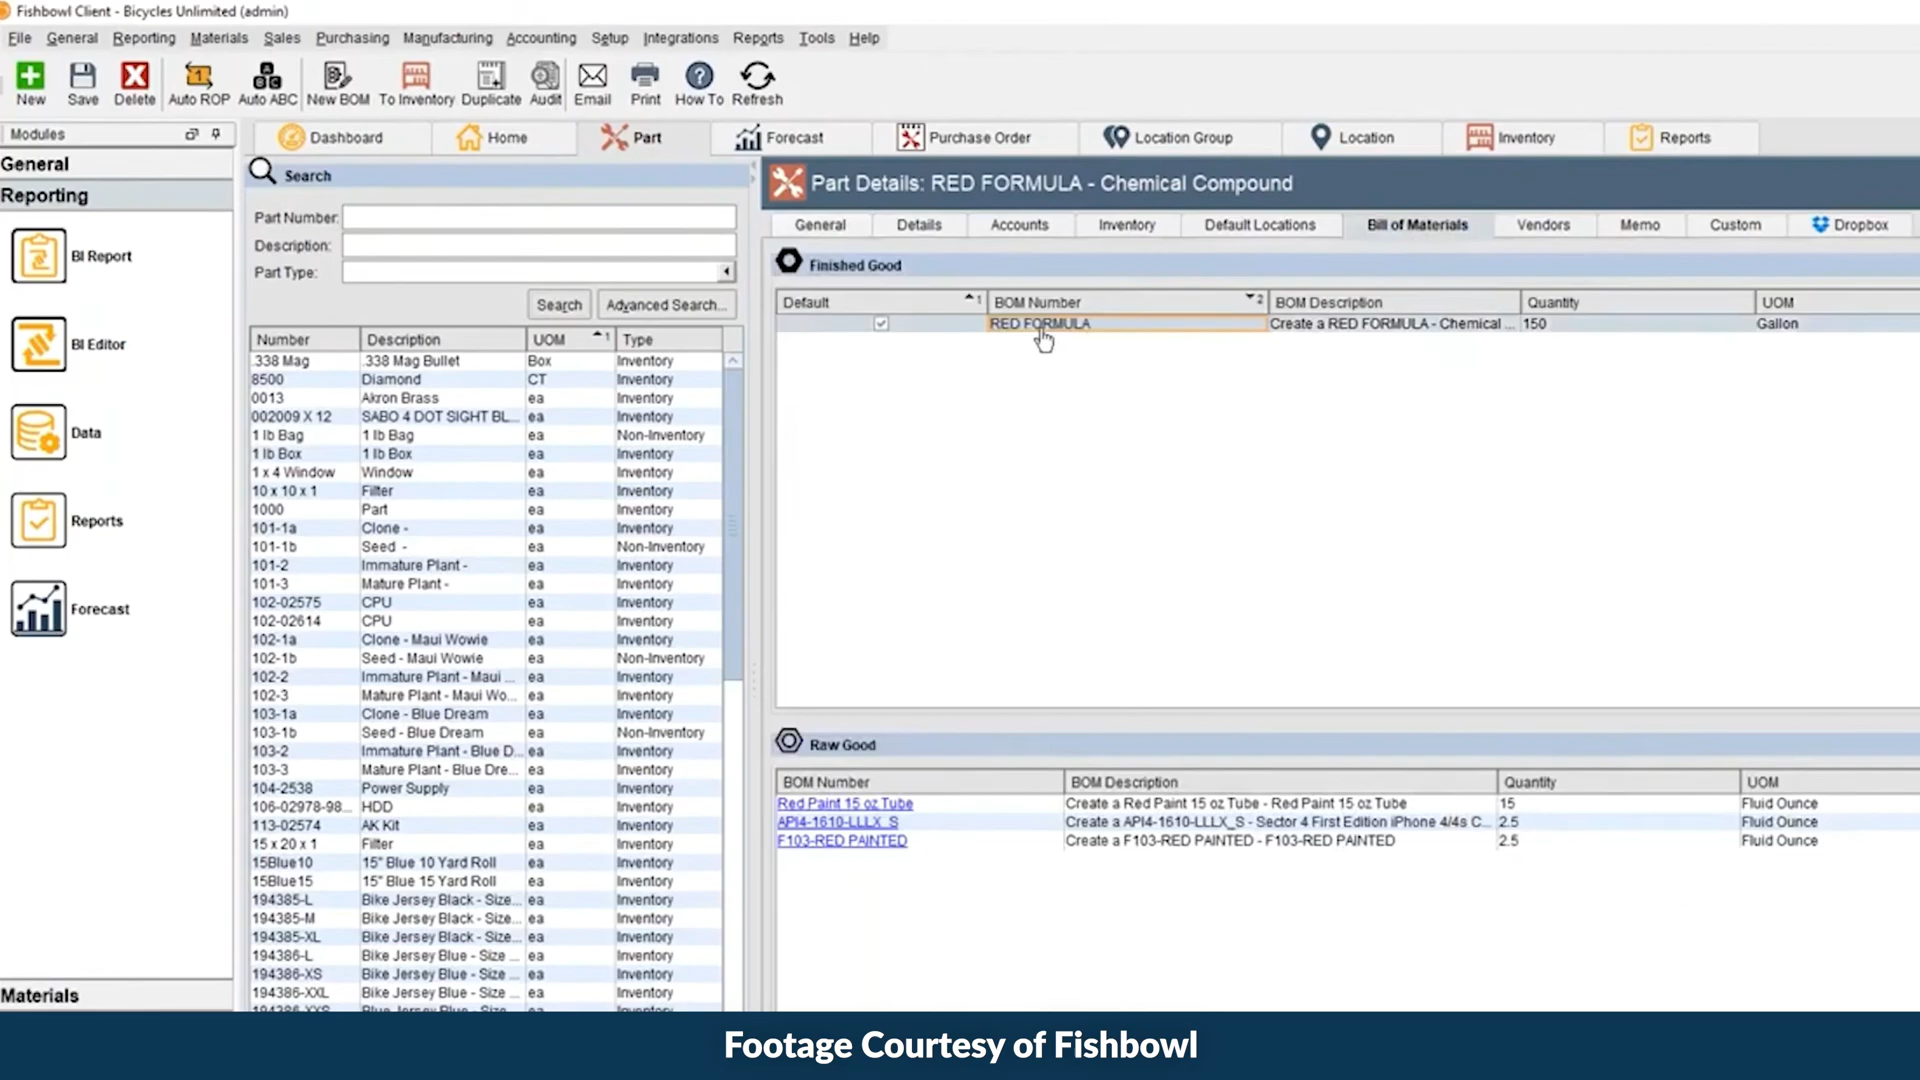 Fishbowl Client - Bicycles Unlimited (admin)
File General Reporting Materials Sales Purchasing Manufacturing Accounting Setup Integrations Reports Tools Help
New Save Delete Auto ROP Auto ABC New BOM To Inventory Duplicate Audit Email Print How To Refresh
Modules
General
Reporting
BI Report
BI Editor
Data
Reports
Forecast
Materials
Dashboard Home Part Forecast Purchase Order Location Group Location Inventory Reports
Search
Part Number:
Description:
Part Type:
Search Advanced Search...
Number Description UOM 1 Type
.338 Mag .338 Mag Bullet Box Inventory
8500 Diamond CT Inventory
0013 Akron Brass ea Inventory
002009 X 12 SABO 4 DOT SIGHT BL... ea Inventory
1 lb Bag 1 lb Bag ea Non-Inventory
1 lb Box 1 lb Box ea Inventory
1 x 4 Window Window ea Inventory
10 x 10 x 1 Filter ea Inventory
1000 Part ea Inventory
101-1a Clone - ea Inventory
101-1b Seed - ea Non-Inventory
101-2 Immature Plant - ea Inventory
101-3 Mature Plant - ea Inventory
102-02575 CPU ea Inventory
102-02614 CPU ea Inventory
102-1a Clone - Maui Wowie ea Inventory
102-1b Seed - Maui Wowie ea Non-Inventory
102-2 Immature Plant - Maui ... ea Inventory
102-3 Mature Plant - Maui Wo... ea Inventory
103-1a Clone - Blue Dream ea Inventory
103-1b Seed - Blue Dream ea Non-Inventory
103-2 Immature Plant - Blue D... ea Inventory
103-3 Mature Plant - Blue Dre... ea Inventory
104-2538 Power Supply ea Inventory
106-02978-98... HDD ea Inventory
113-02574 AK Kit ea Inventory
15 x 20 x 1 Filter ea Inventory
15Blue10 15" Blue 10 Yard Roll ea Inventory
15Blue15 15" Blue 15 Yard Roll ea Inventory
194385-L Bike Jersey Black - Size... ea Inventory
194385-M Bike Jersey Black - Size... ea Inventory
194385-XL Bike Jersey Black - Size... ea Inventory
194386-L Bike Jersey Blue - Size ... ea Inventory
194386-XS Bike Jersey Blue - Size ... ea Inventory
194386-XXL Bike Jersey Blue - Size ... ea Inventory
Part Details: RED FORMULA - Chemical Compound
General Details Accounts Inventory Default Locations Bill of Materials Vendors Memo Custom Dropbox
Finished Good
Default 1 BOM Number 2 BOM Description Quantity UOM
RED FORMULA Create a RED FORMULA - Chemical ... 150 Gallon
Raw Good
BOM Number BOM Description Quantity UOM
Red Paint 15 oz Tube Create a Red Paint 15 oz Tube - Red Paint 15 oz Tube 15 Fluid Ounce
API4-1610-LLLX_S Create a API4-1610-LLLX_S - Sector 4 First Edition iPhone 4/4s C... 2.5 Fluid Ounce
F103-RED PAINTED Create a F103-RED PAINTED - F103-RED PAINTED 2.5 Fluid Ounce
Footage Courtesy of Fishbowl